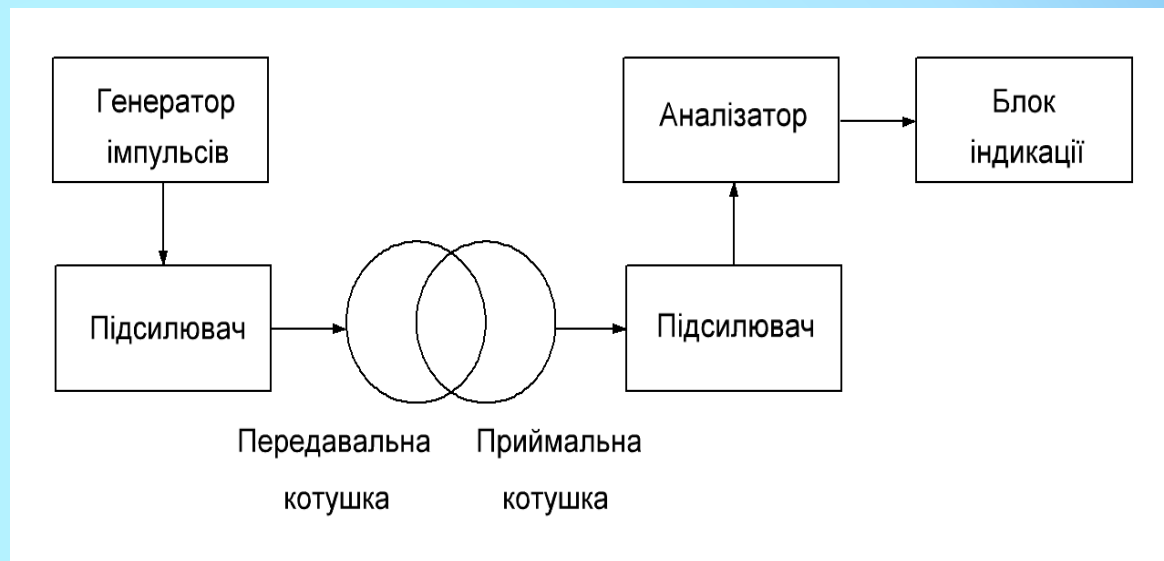 Генератор
імпульсів
Аналізатор
Блок
індикації
Підсилювач
Підсилювач
Передавальна
котушка
Приймальна
котушка